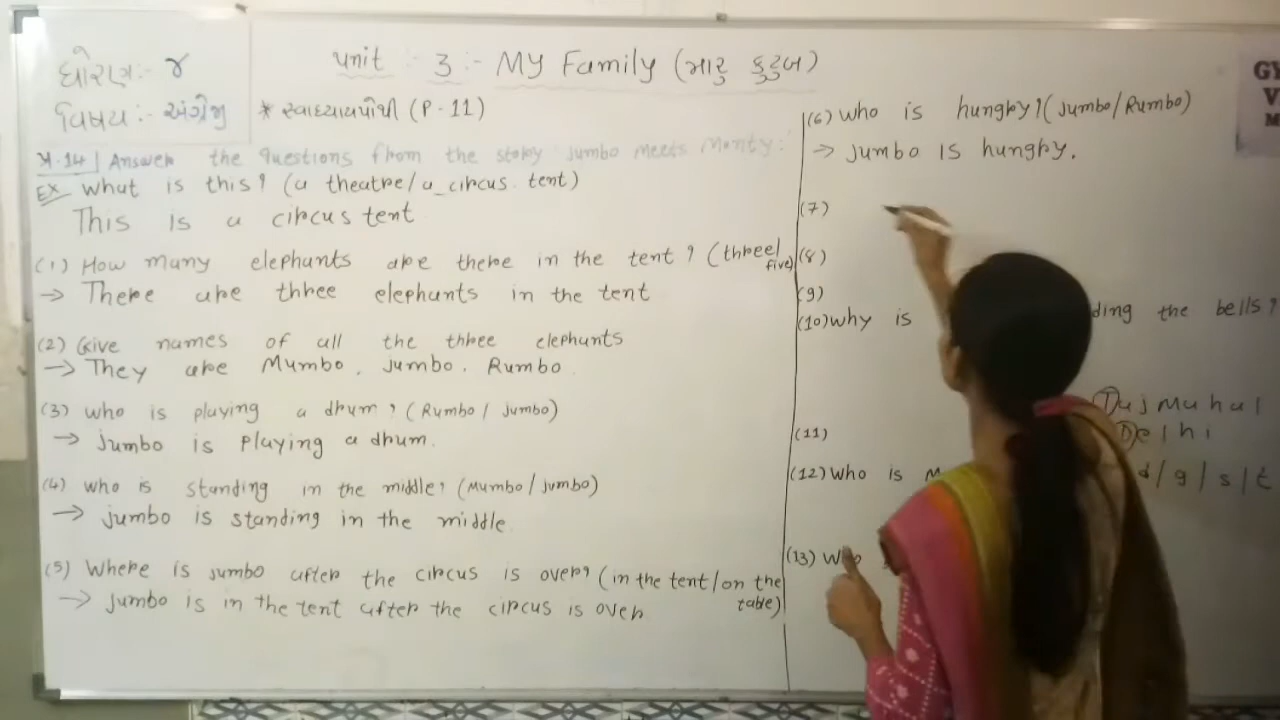 ધોરણ:- ૪
વિષય:- અંગ્રેજી
Unit :- 3 :- My Family (મારુ કુટુંબ)
* સ્વાધ્યાયપોથી (P-11)
પ્ર.14 | Answer the questions from the story Jumbo meets Monty:
Ex What is this? (a theatre/a circus tent)
This is a circus tent
(1) How many elephants are there in the tent? (three/five)
→ There are three elephants in the tent
(2) Give names of all the three elephants
→ They are Mumbo, Jumbo. Rumbo
(3) who is playing a drum? (Rumbo/Jumbo)
→ Jumbo is playing a drum.
(4) who is standing in the middle? (Mumbo/Jumbo)
→ Jumbo is standing in the middle.
(5) Where is Jumbo after the circus is over? (in the tent/on the table)
→ Jumbo is in the tent after the circus is over
(6) Who is hungry? (Jumbo/Rumbo)
→ Jumbo is hungry.
(7)
(8)
(9)
(10) why is ding the bells?
Taj Mahal
Delhi
(11)
(12) Who is d/g/s/t
(13) Who
GY
V
M